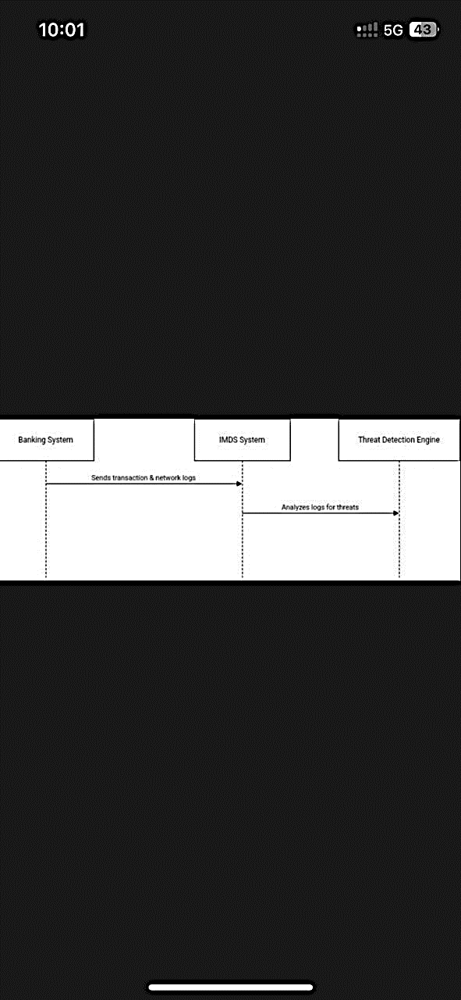 10:01
5G
43
Banking System
IMDS System
Threat Detection Engine
Sends transaction & network logs
Analyzes logs for threats